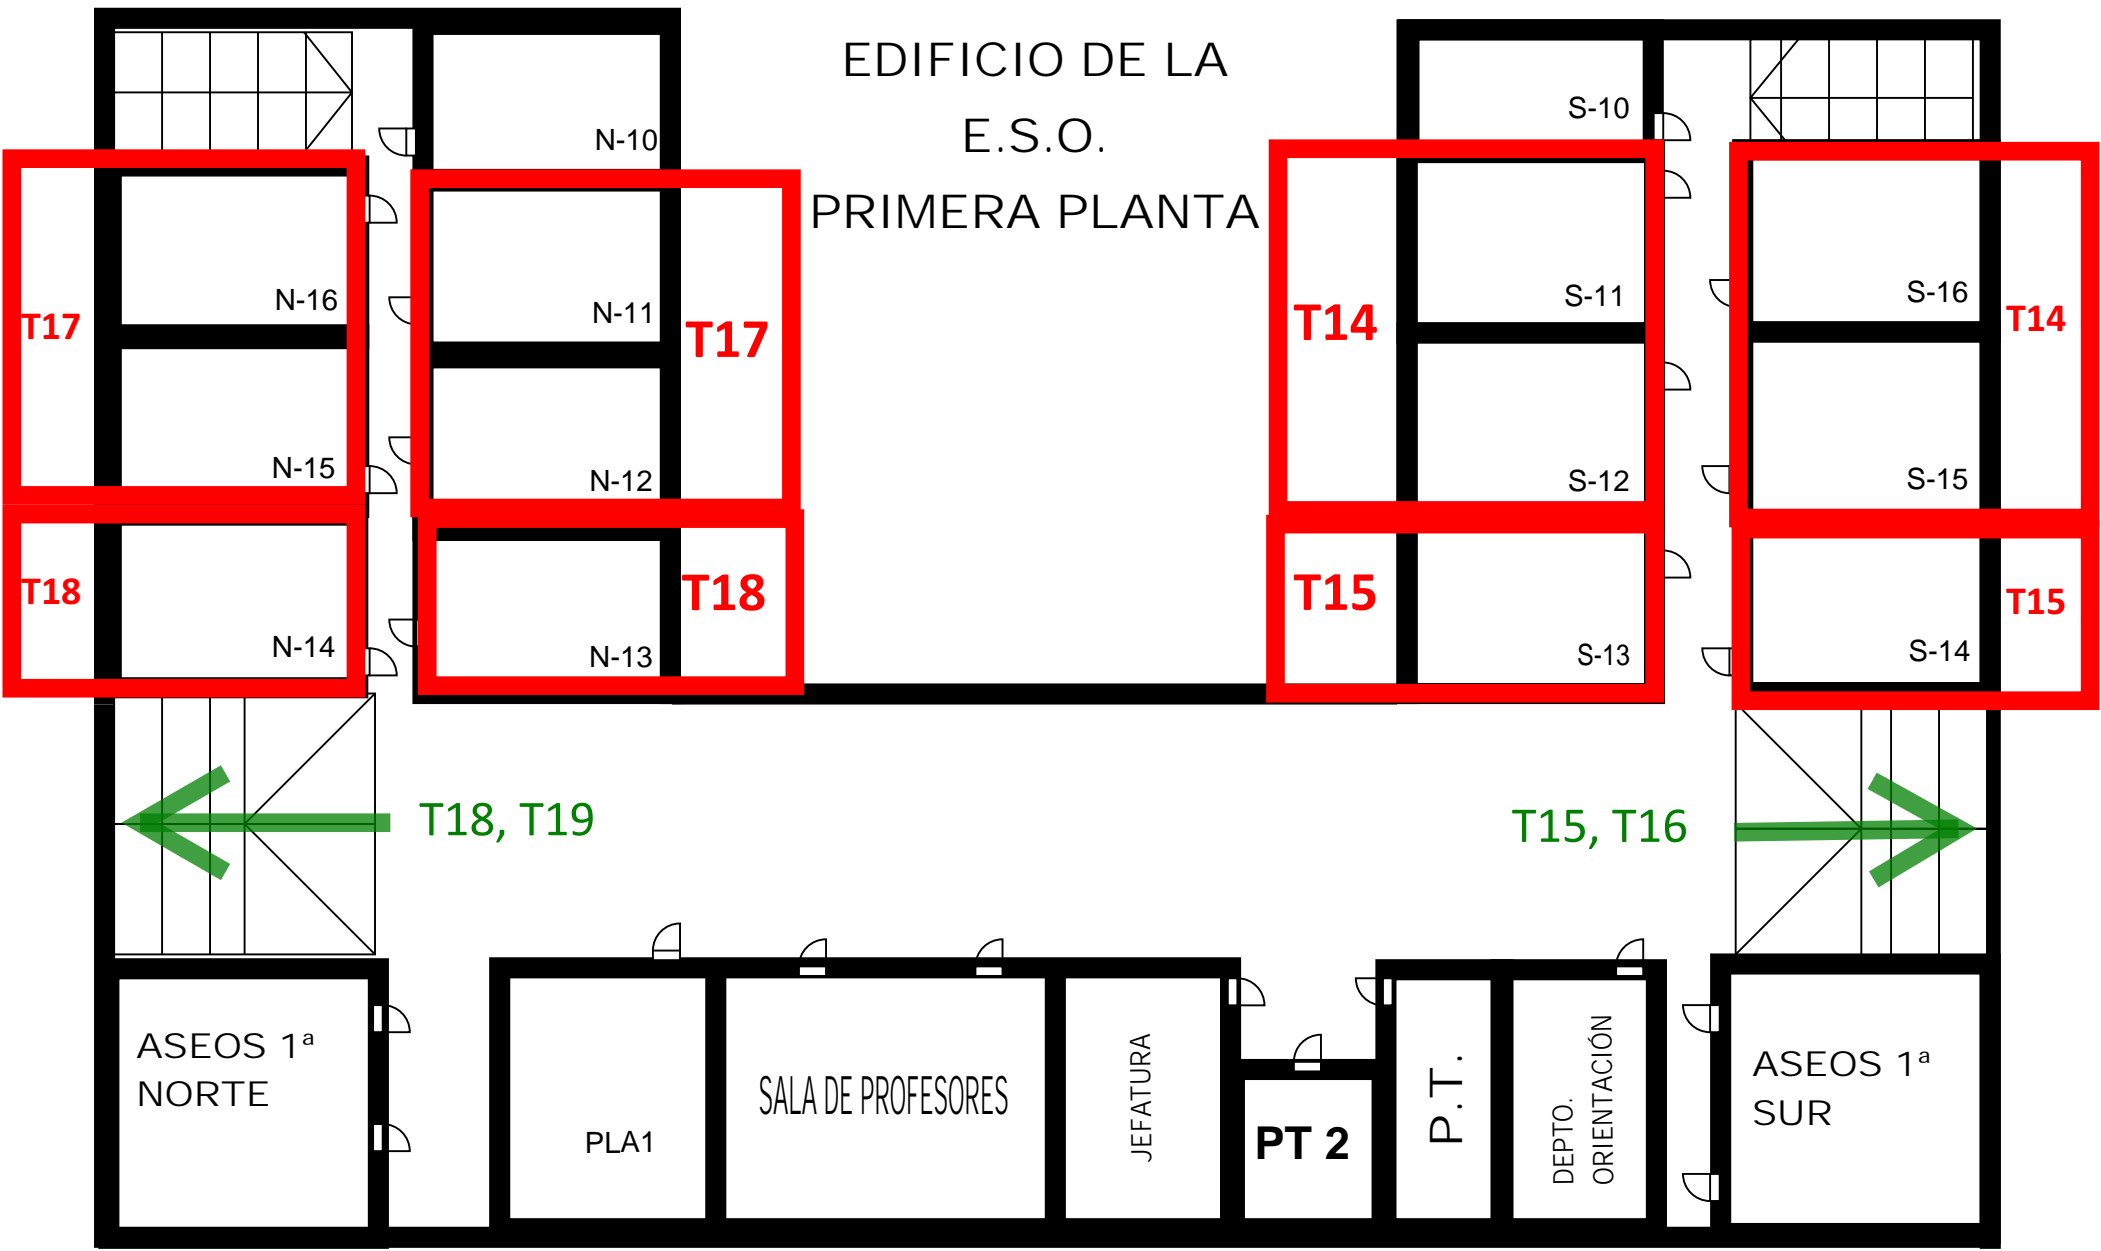 EDIFICIO DE LA
E.S.O.
PRIMERA PLANTA
N-10
S-10
N-16
N-11
S-11
S-16
T17
T17
T14
T14
N-15
N-12
S-12
S-15
T18
T18
T15
T15
N-14
N-13
S-13
S-14
T18, T19
T15, T16
ASEOS 1ª
NORTE
PLA1
SALA DE PROFESORES
JEFATURA
PT 2
P.T.
DEPTO.
ORIENTACIÓN
ASEOS 1ª
SUR